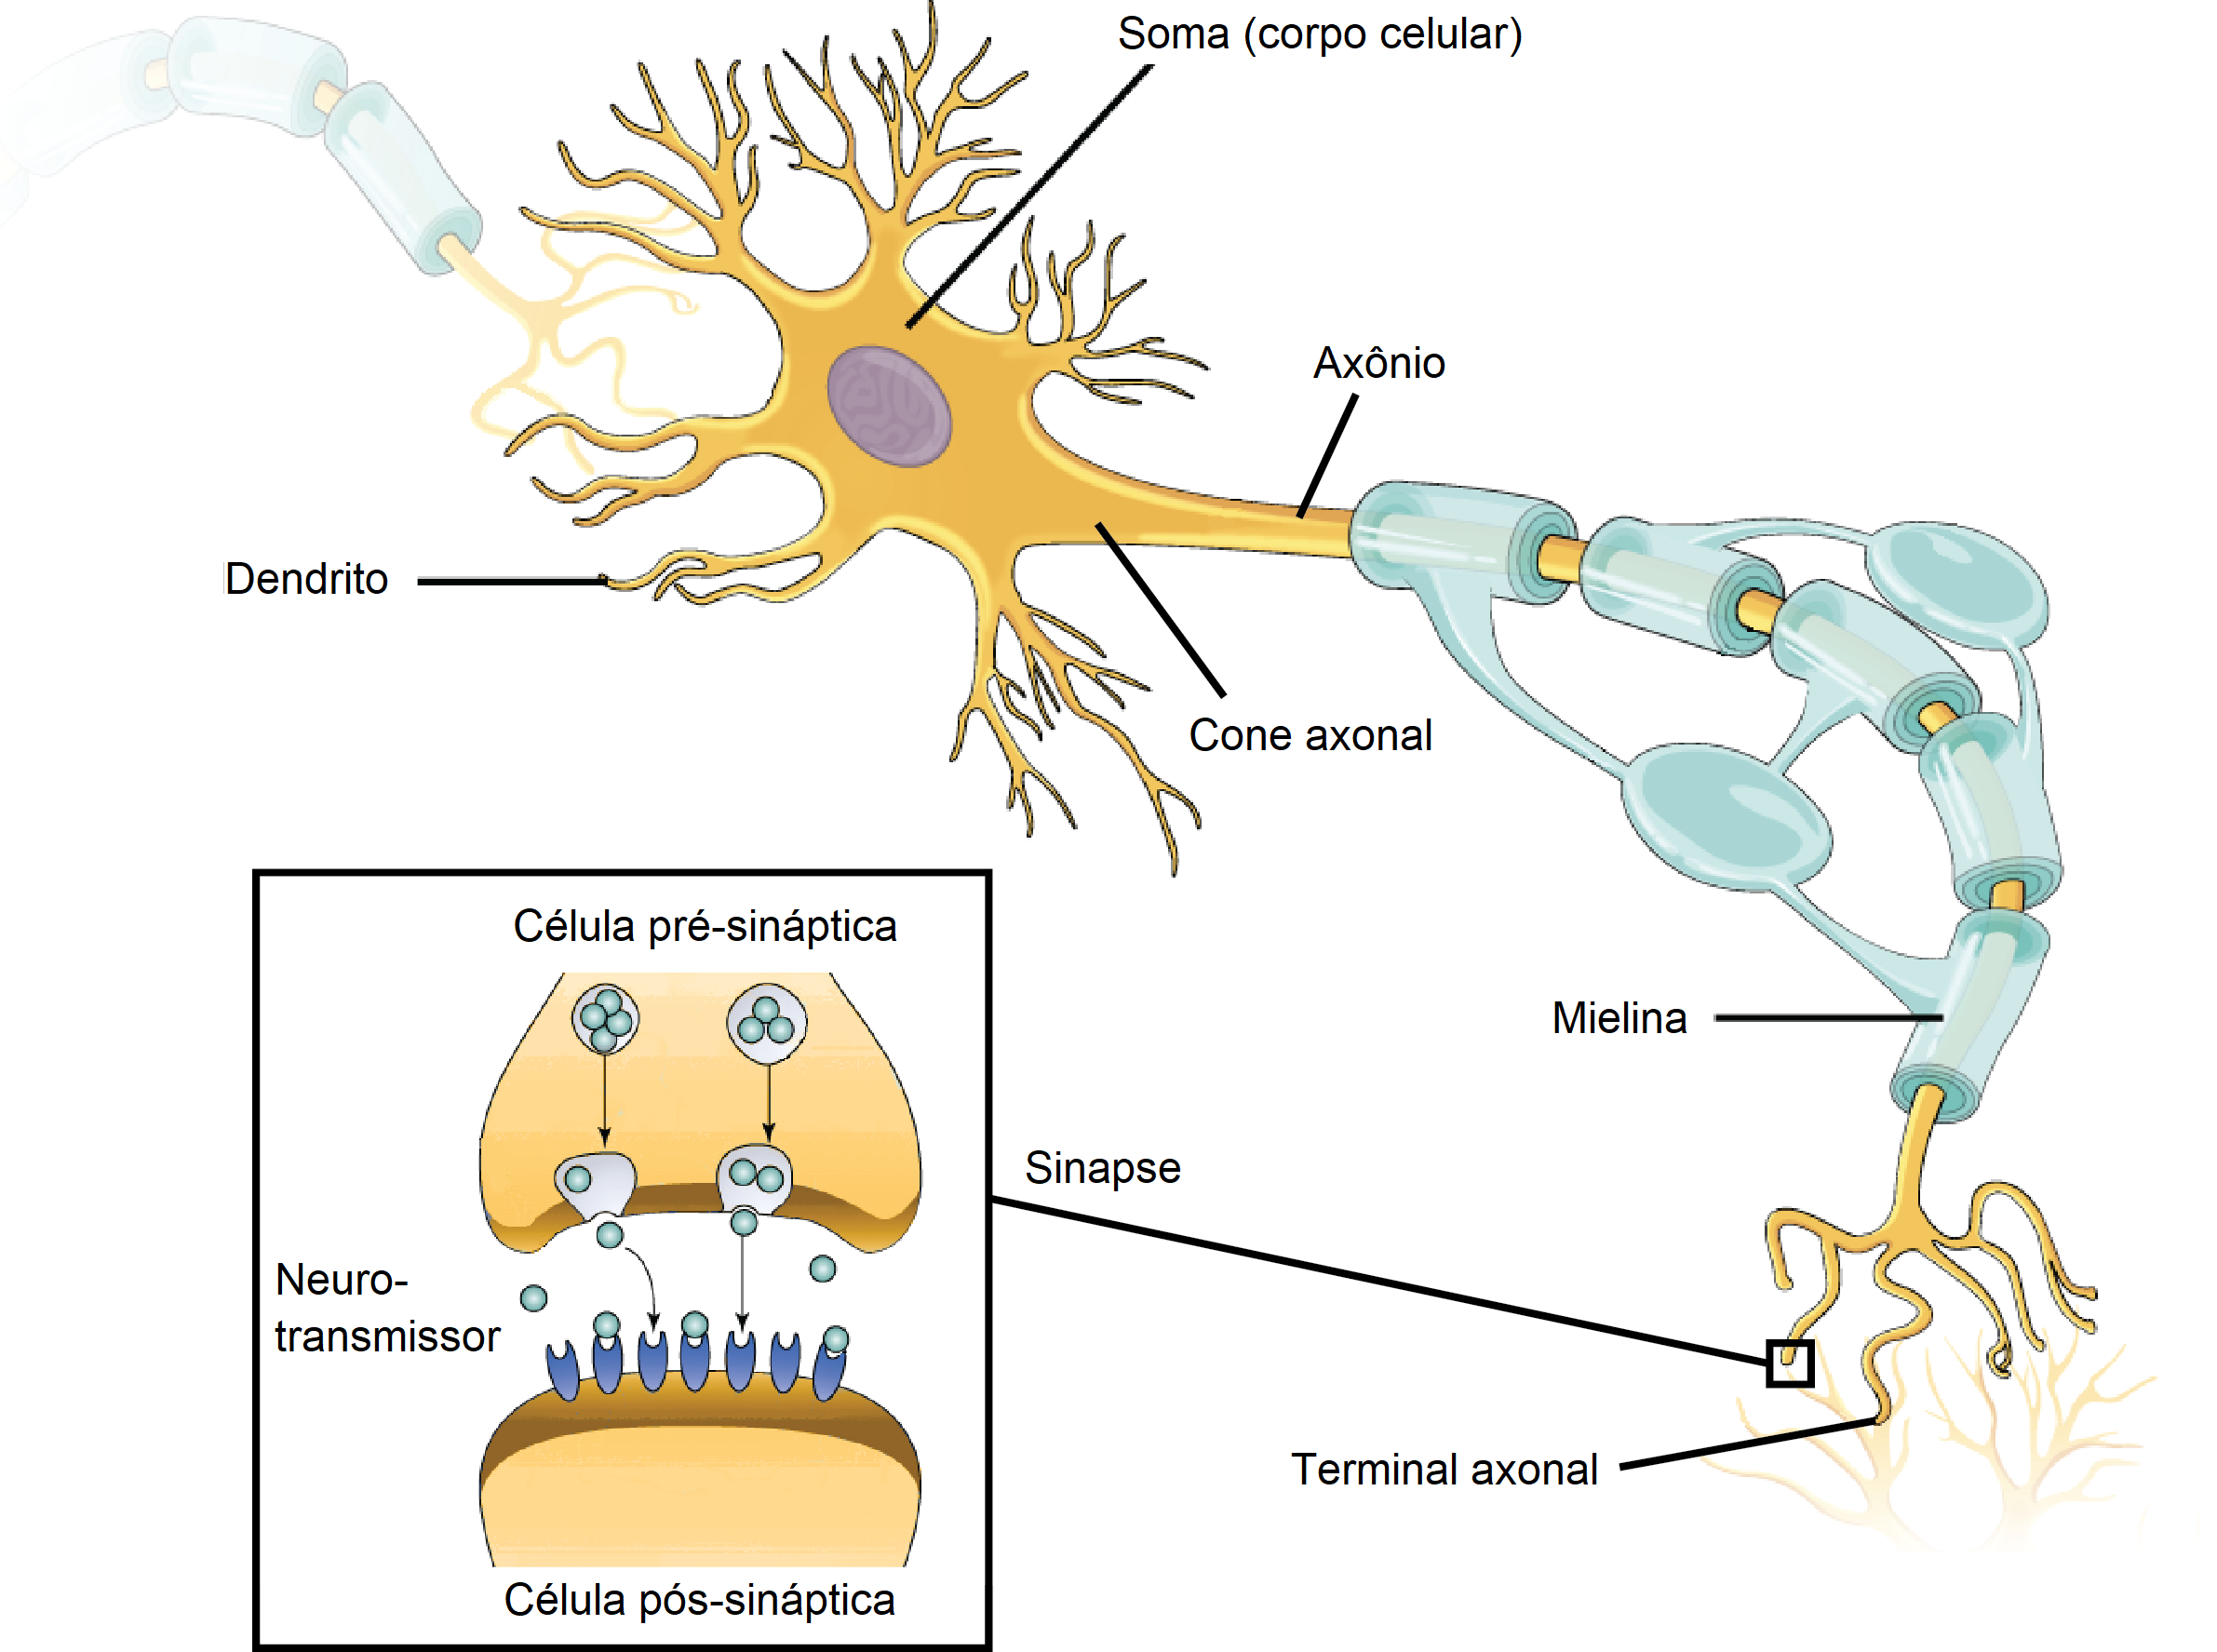 Soma (corpo celular)
Axônio
Dendrito
Cone axonal
Célula pré-sináptica
Mielina
Sinapse
Neuro-
transmissor
Terminal axonal
Célula pós-sináptica